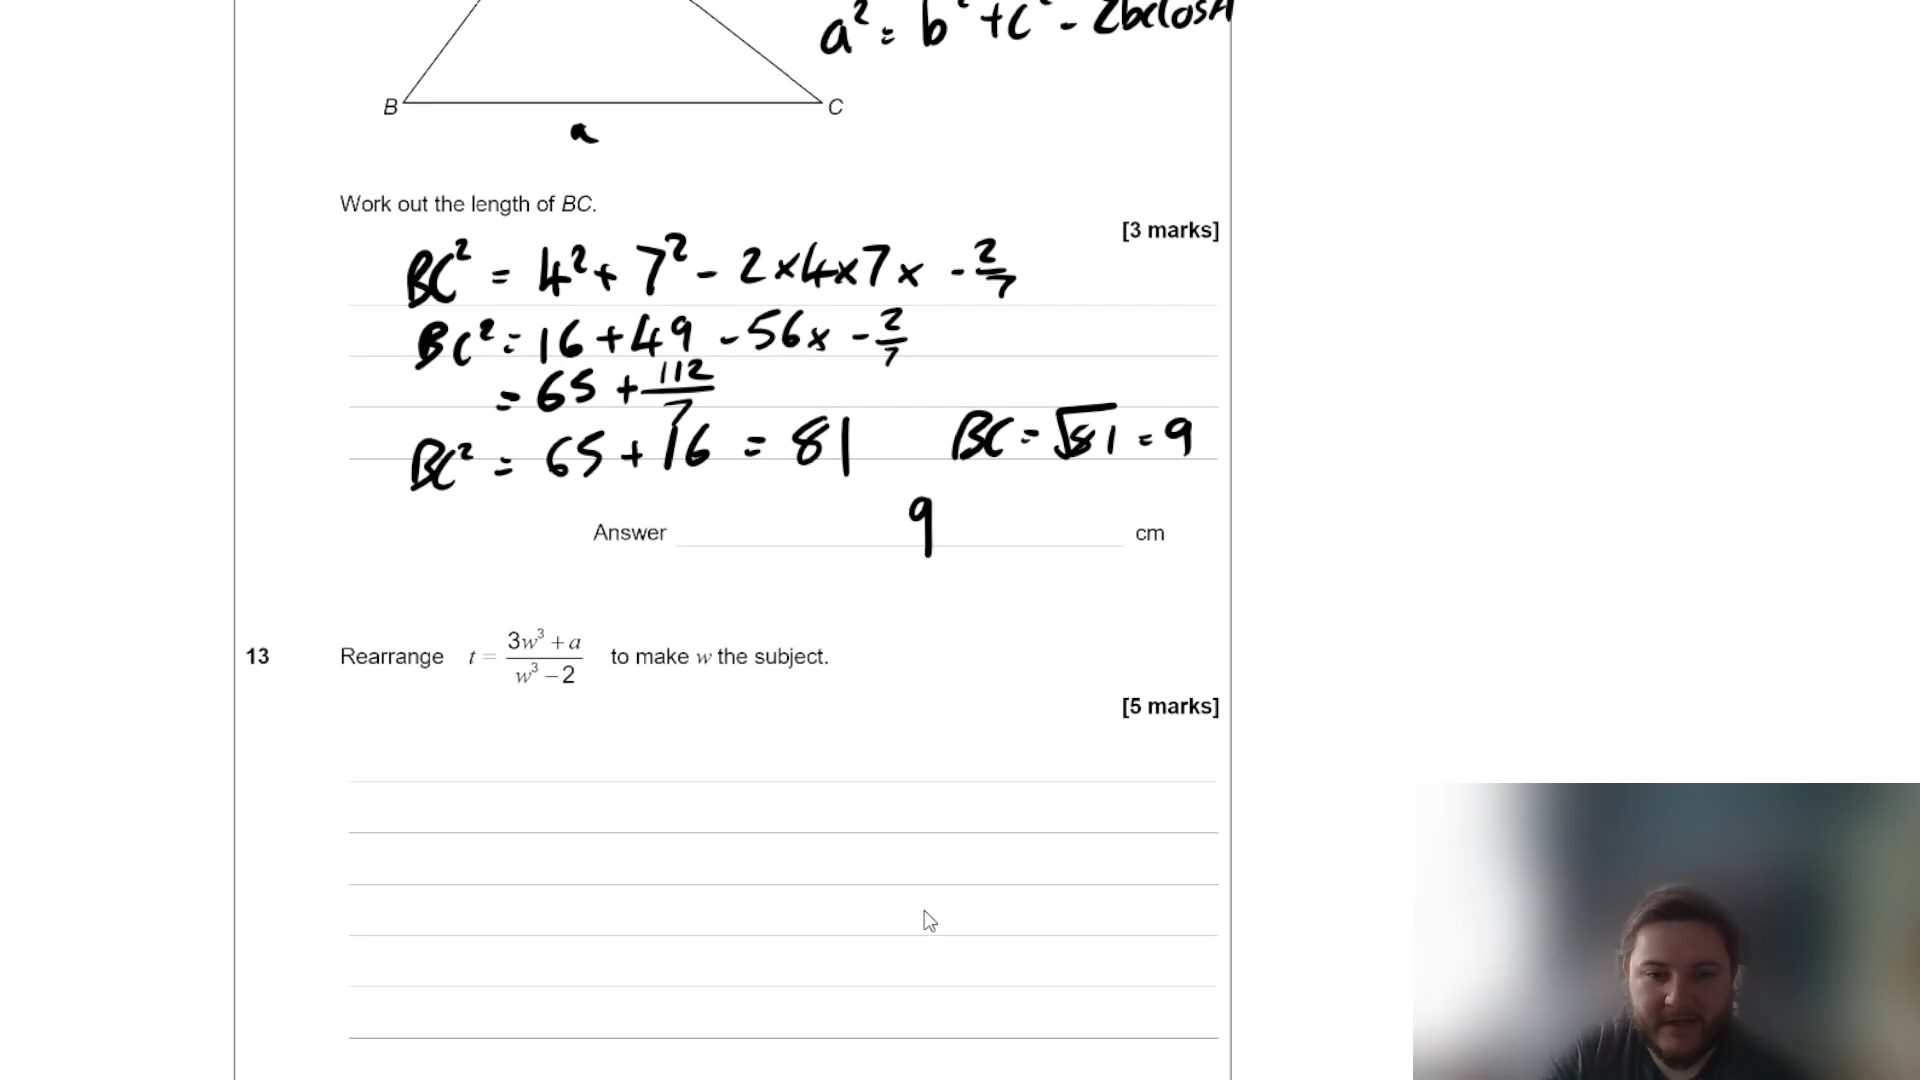 a² = b² + c² - 2bccosA
B
C
a
Work out the length of BC.
[3 marks]
BC² = 4² + 7² - 2×4×7× -2/7
BC² = 16 + 49 - 56× -2/7
= 65 + 112/7
BC² = 65 + 16 = 81 BC = √81 = 9
Answer 9 cm
13 Rearrange t = (3w³ + a)/(w³ − 2) to make w the subject.
[5 marks]